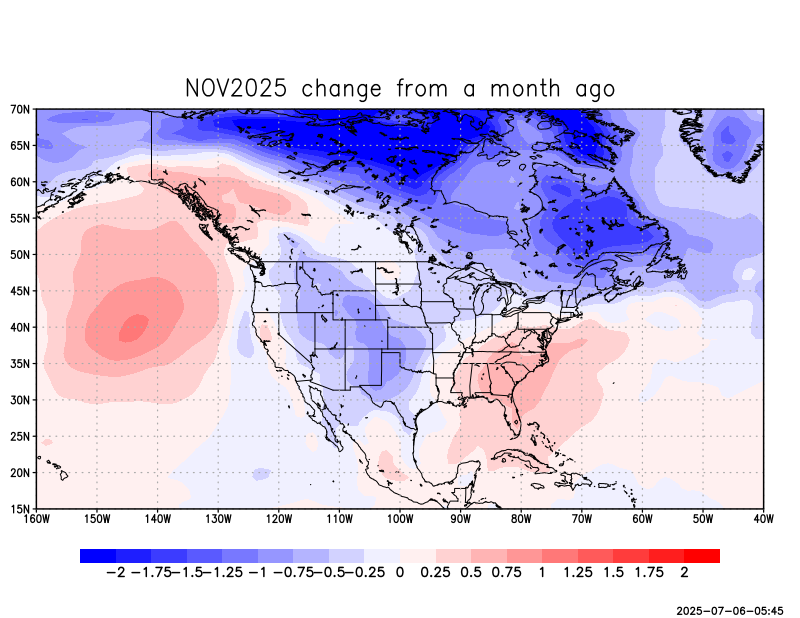 NOV2025 change from a month ago
70N
65N
60N
55N
50N
45N
40N
35N
30N
25N
20N
15N
160W 150W 140W 130W 120W 110W 100W 90W 80W 70W 60W 50W 40W
−2 −1.75 −1.5 −1.25 −1 −0.75 −0.5 −0.25 0 0.25 0.5 0.75 1 1.25 1.5 1.75 2
2025-07-06-05:45